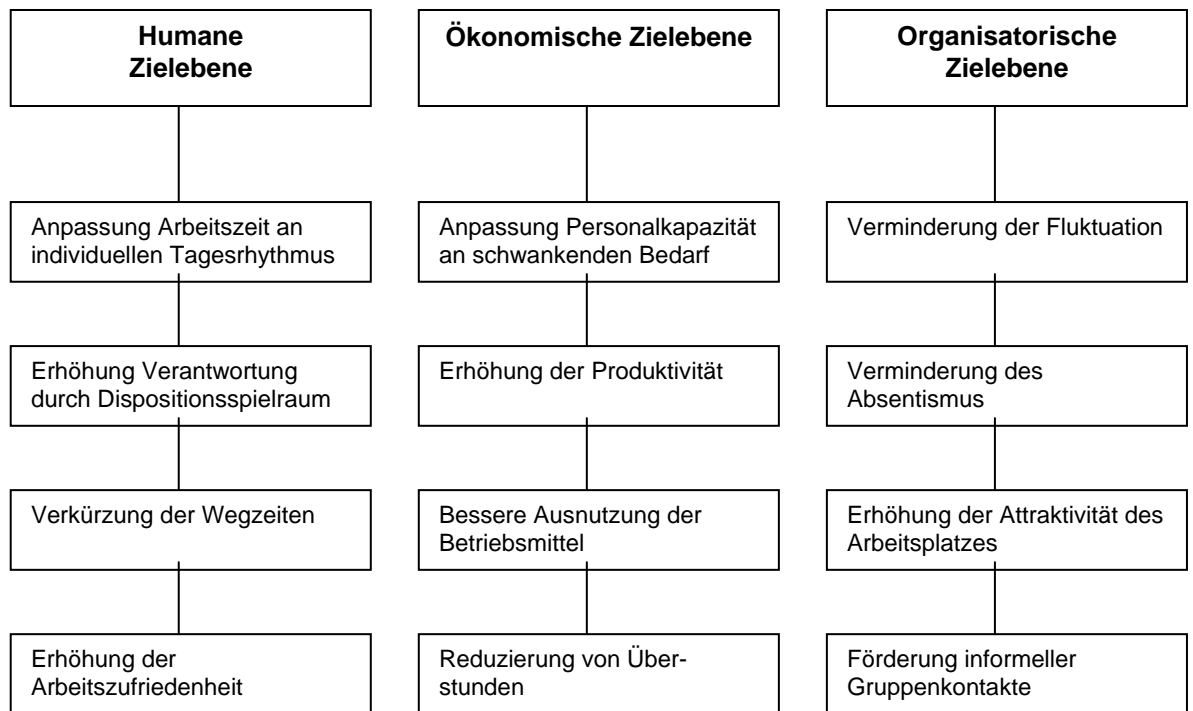 Humane
Zielebene
Ökonomische Zielebene
Organisatorische
Zielebene
Anpassung Arbeitszeit an
individuellen Tagesrhythmus
Anpassung Personalkapazität
an schwankenden Bedarf
Verminderung der Fluktuation
Erhöhung Verantwortung
durch Dispositionsspielraum
Erhöhung der Produktivität
Verminderung des
Absentismus
Verkürzung der Wegzeiten
Bessere Ausnutzung der
Betriebsmittel
Erhöhung der Attraktivität des
Arbeitsplatzes
Erhöhung der
Arbeitszufriedenheit
Reduzierung von Über-
stunden
Förderung informeller
Gruppenkontakte